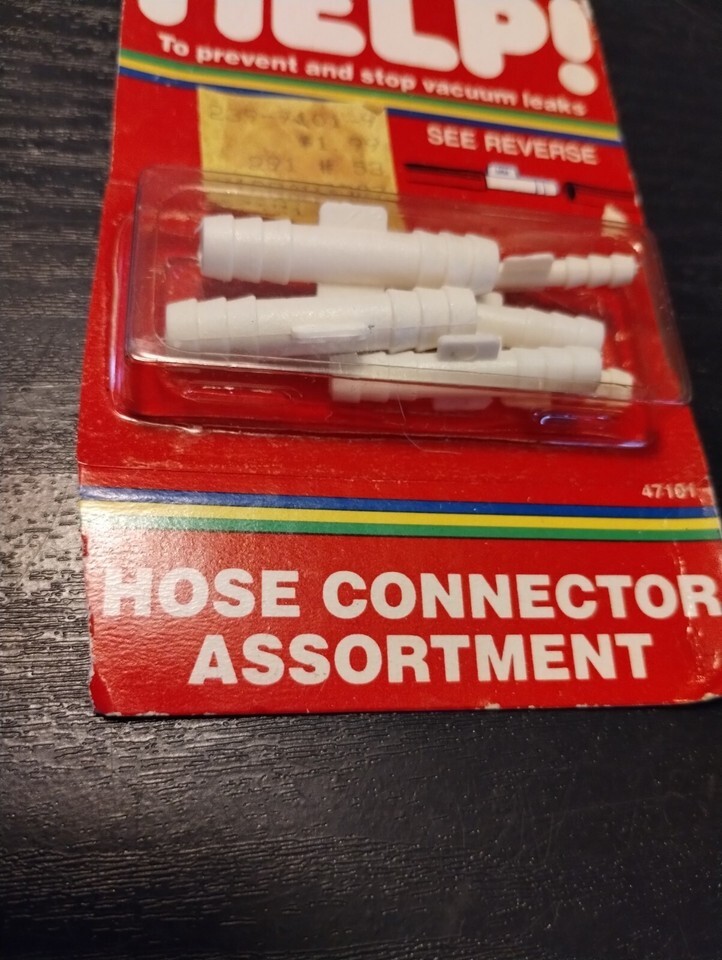 HELP!
To prevent and stop vacuum leaks
SEE REVERSE
47101
HOSE CONNECTOR
ASSORTMENT